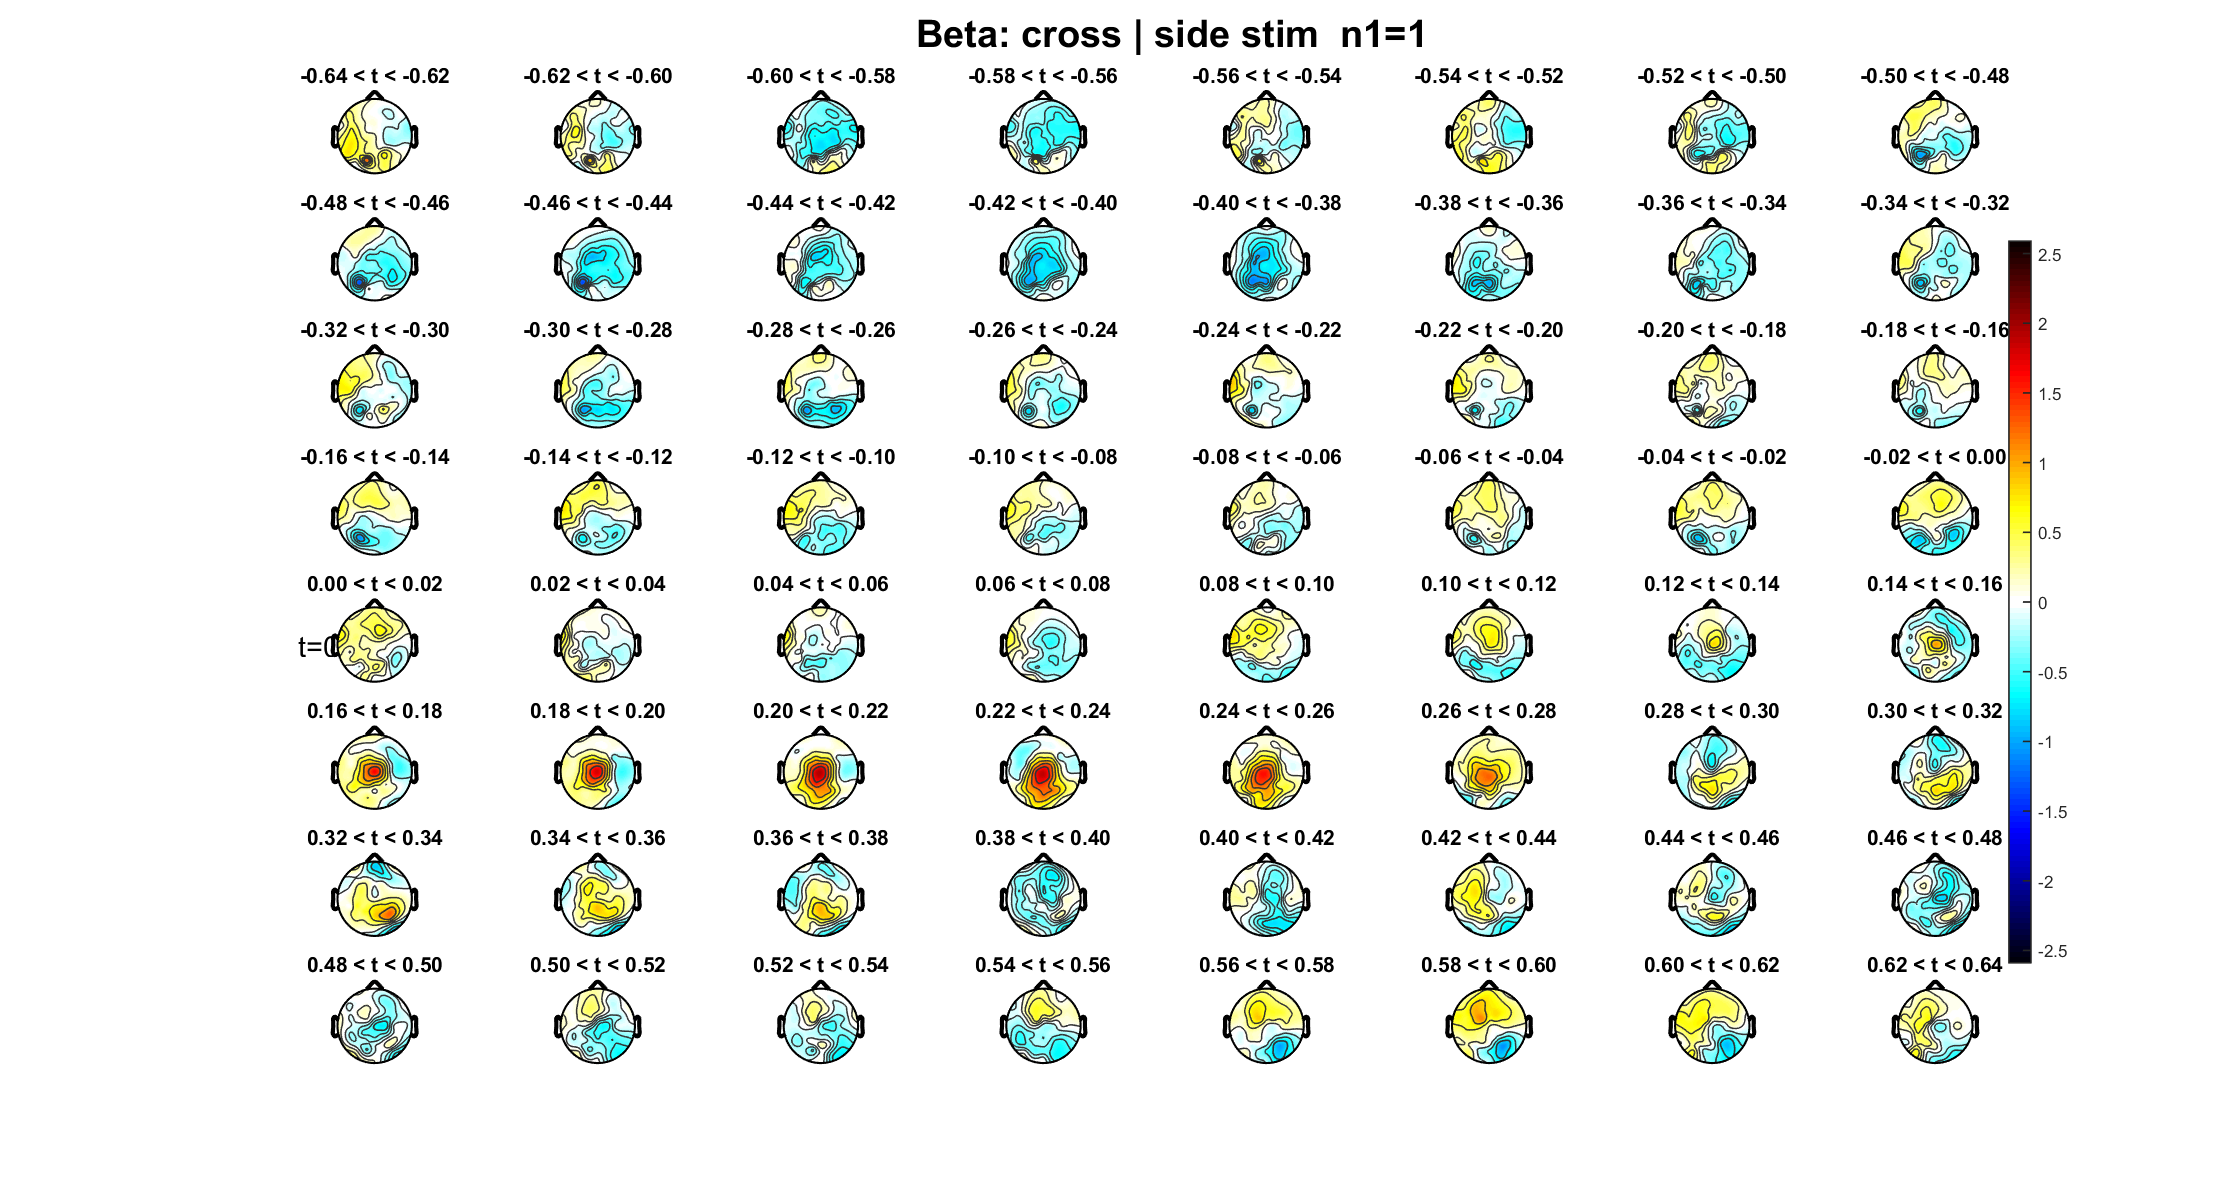 Beta: cross | side stim  n1=1
-0.64 < t < -0.62 -0.62 < t < -0.60 -0.60 < t < -0.58 -0.58 < t < -0.56 -0.56 < t < -0.54 -0.54 < t < -0.52 -0.52 < t < -0.50 -0.50 < t < -0.48
-0.48 < t < -0.46 -0.46 < t < -0.44 -0.44 < t < -0.42 -0.42 < t < -0.40 -0.40 < t < -0.38 -0.38 < t < -0.36 -0.36 < t < -0.34 -0.34 < t < -0.32
-0.32 < t < -0.30 -0.30 < t < -0.28 -0.28 < t < -0.26 -0.26 < t < -0.24 -0.24 < t < -0.22 -0.22 < t < -0.20 -0.20 < t < -0.18 -0.18 < t < -0.16
-0.16 < t < -0.14 -0.14 < t < -0.12 -0.12 < t < -0.10 -0.10 < t < -0.08 -0.08 < t < -0.06 -0.06 < t < -0.04 -0.04 < t < -0.02 -0.02 < t < 0.00
0.00 < t < 0.02 0.02 < t < 0.04 0.04 < t < 0.06 0.06 < t < 0.08 0.08 < t < 0.10 0.10 < t < 0.12 0.12 < t < 0.14 0.14 < t < 0.16
t=0
0.16 < t < 0.18 0.18 < t < 0.20 0.20 < t < 0.22 0.22 < t < 0.24 0.24 < t < 0.26 0.26 < t < 0.28 0.28 < t < 0.30 0.30 < t < 0.32
0.32 < t < 0.34 0.34 < t < 0.36 0.36 < t < 0.38 0.38 < t < 0.40 0.40 < t < 0.42 0.42 < t < 0.44 0.44 < t < 0.46 0.46 < t < 0.48
0.48 < t < 0.50 0.50 < t < 0.52 0.52 < t < 0.54 0.54 < t < 0.56 0.56 < t < 0.58 0.58 < t < 0.60 0.60 < t < 0.62 0.62 < t < 0.64
2.5
2
1.5
1
0.5
0
-0.5
-1
-1.5
-2
-2.5